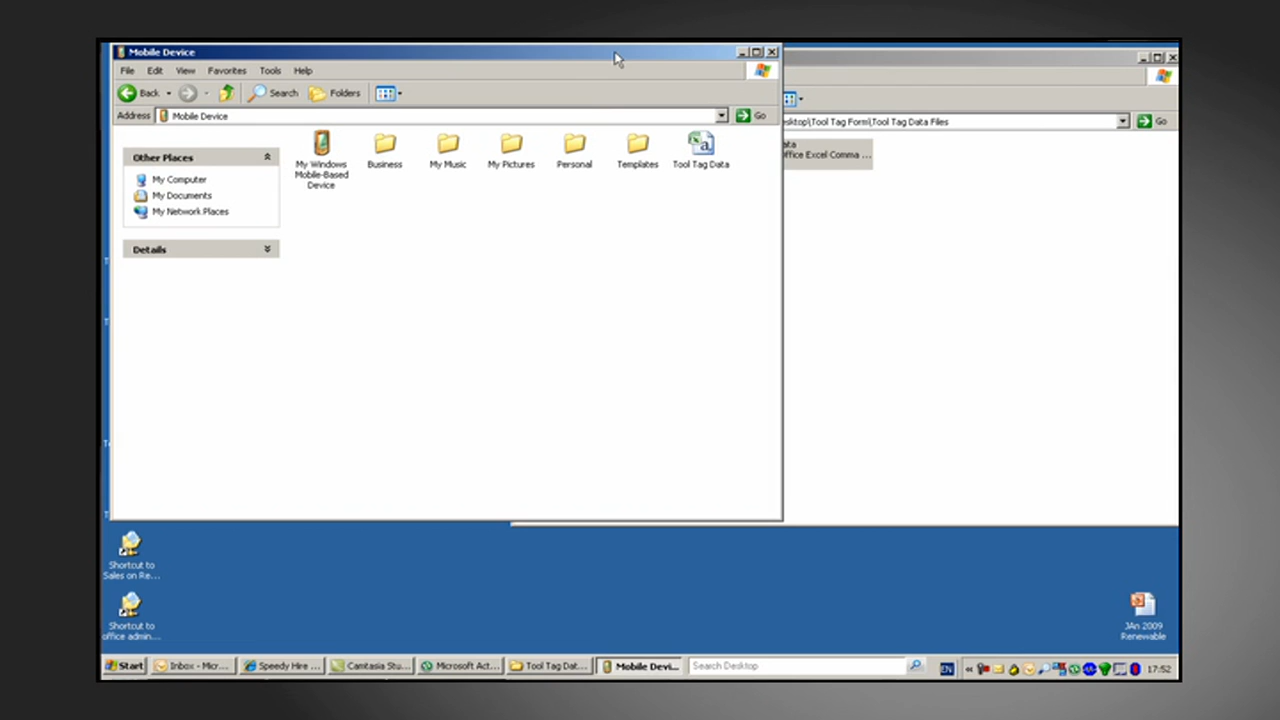 Mobile Device
File Edit View Favorites Tools Help
Back Search Folders
Address Mobile Device Go
esktop\Tool Tag Form\Tool Tag Data Files Go
Other Places
My Computer
My Documents
My Network Places
Details
My Windows
Mobile-Based
Device
Business
My Music
My Pictures
Personal
Templates
Tool Tag Data
ata
ffice Excel Comma ...
Shortcut to
Sales on Re...
Shortcut to
office admin...
JAn 2009
Renewable
Start Inbox - Micr... Speedy Hire ... Camtasia Stu... Microsoft Act... Tool Tag Dat... Mobile Devi... Search Desktop EN « 17:52